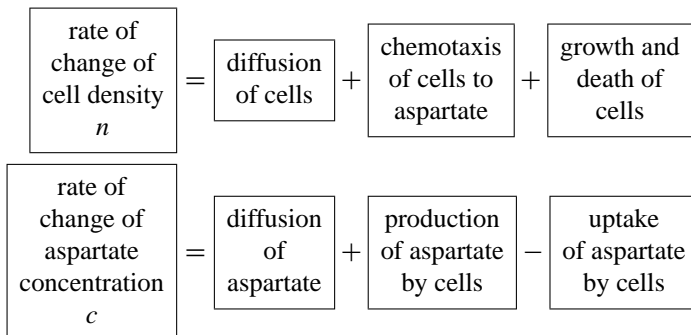 rate of
change of
cell density
n
=
diffusion
of cells
+
chemotaxis
of cells to
aspartate
+
growth and
death of
cells
rate of
change of
aspartate
concentration
c
=
diffusion
of
aspartate
+
production
of aspartate
by cells
−
uptake
of aspartate
by cells